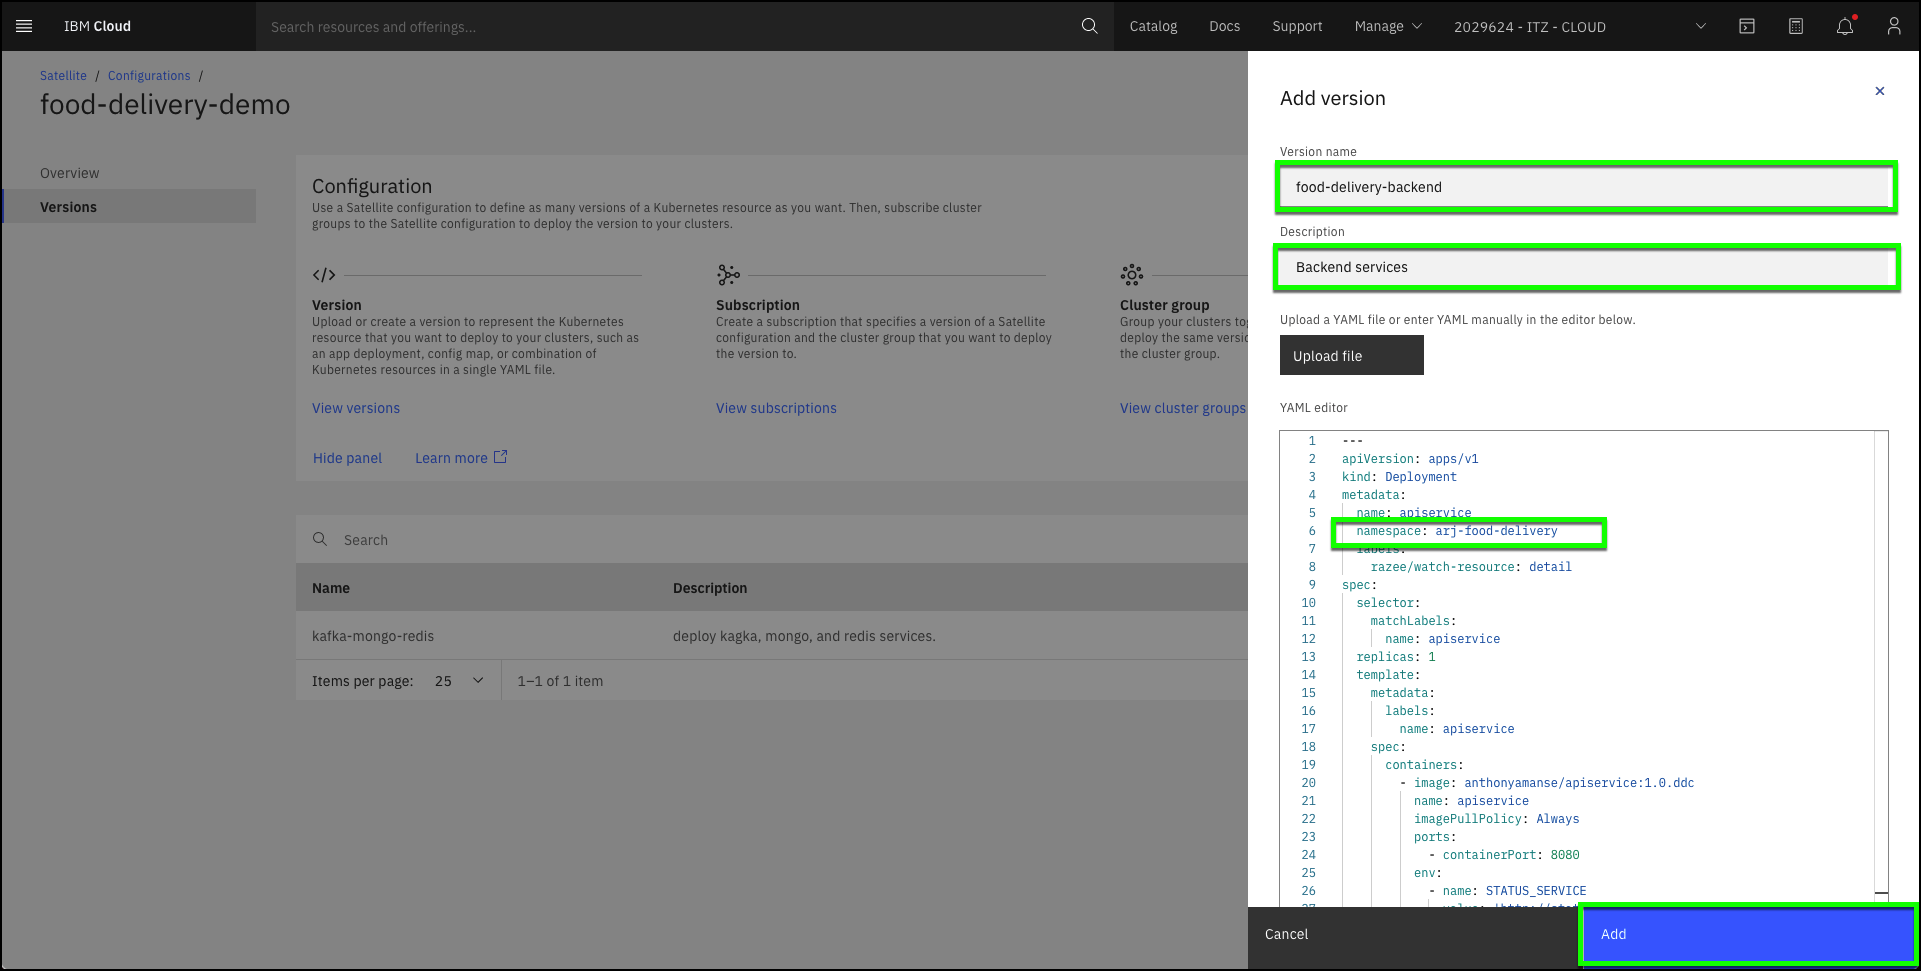 IBM Cloud
Search resources and offerings...
Catalog
Docs
Support
Manage
2029624 - ITZ - CLOUD
Satellite / Configurations /
food-delivery-demo
Overview
Versions
Configuration
Use a Satellite configuration to define as many versions of a Kubernetes resource as you want. Then, subscribe cluster
groups to the Satellite configuration to deploy the version to your clusters.
Version
Upload or create a version to represent the Kubernetes
resource that you want to deploy to your clusters, such as
an app deployment, config map, or combination of
Kubernetes resources in a single YAML file.
View versions
Subscription
Create a subscription that specifies a version of a Satellite
configuration and the cluster group that you want to deploy
the version to.
View subscriptions
Cluster group
Group your clusters to
deploy the same versi
the cluster group.
View cluster groups
Hide panel
Learn more
Search
Name
Description
kafka-mongo-redis
deploy kagka, mongo, and redis services.
Items per page: 25
1–1 of 1 item
Add version
Version name
food-delivery-backend
Description
Backend services
Upload a YAML file or enter YAML manually in the editor below.
Upload file
YAML editor
1 ---
2 apiVersion: apps/v1
3 kind: Deployment
4 metadata:
5 name: apiservice
6 namespace: arj-food-delivery
7 labels:
8 razee/watch-resource: detail
9 spec:
10 selector:
11 matchLabels:
12 name: apiservice
13 replicas: 1
14 template:
15 metadata:
16 labels:
17 name: apiservice
18 spec:
19 containers:
20 - image: anthonyamanse/apiservice:1.0.ddc
21 name: apiservice
22 imagePullPolicy: Always
23 ports:
24 - containerPort: 8080
25 env:
26 - name: STATUS_SERVICE
Cancel
Add